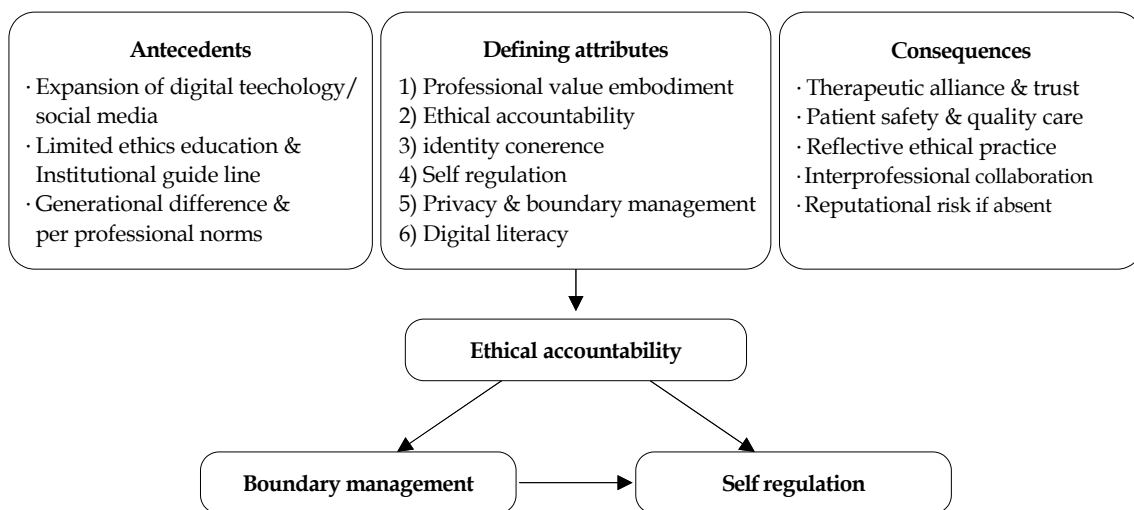 Antecedents
· Expansion of digital teechology/
social media
· Limited ethics education &
Institutional guide line
· Generational difference &
per professional norms
Defining attributes
1) Professional value embodiment
2) Ethical accountability
3) identity conerence
4) Self regulation
5) Privacy & boundary management
6) Digital literacy
Consequences
· Therapeutic alliance & trust
· Patient safety & quality care
· Reflective ethical practice
· Interprofessional collaboration
· Reputational risk if absent
Ethical accountability
Boundary management
Self regulation